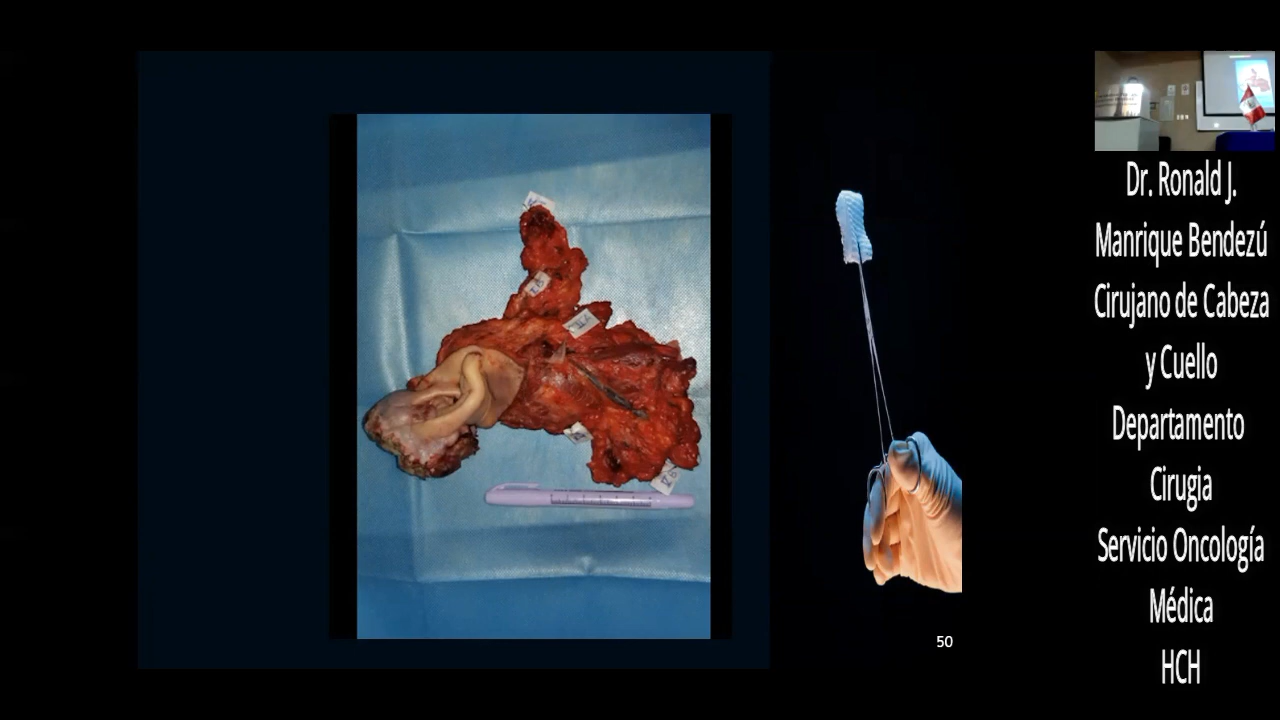 50
Dr. Ronald J.
Manrique Bendezú
Cirujano de Cabeza
y Cuello
Departamento
Cirugia
Servicio Oncología
Médica
HCH